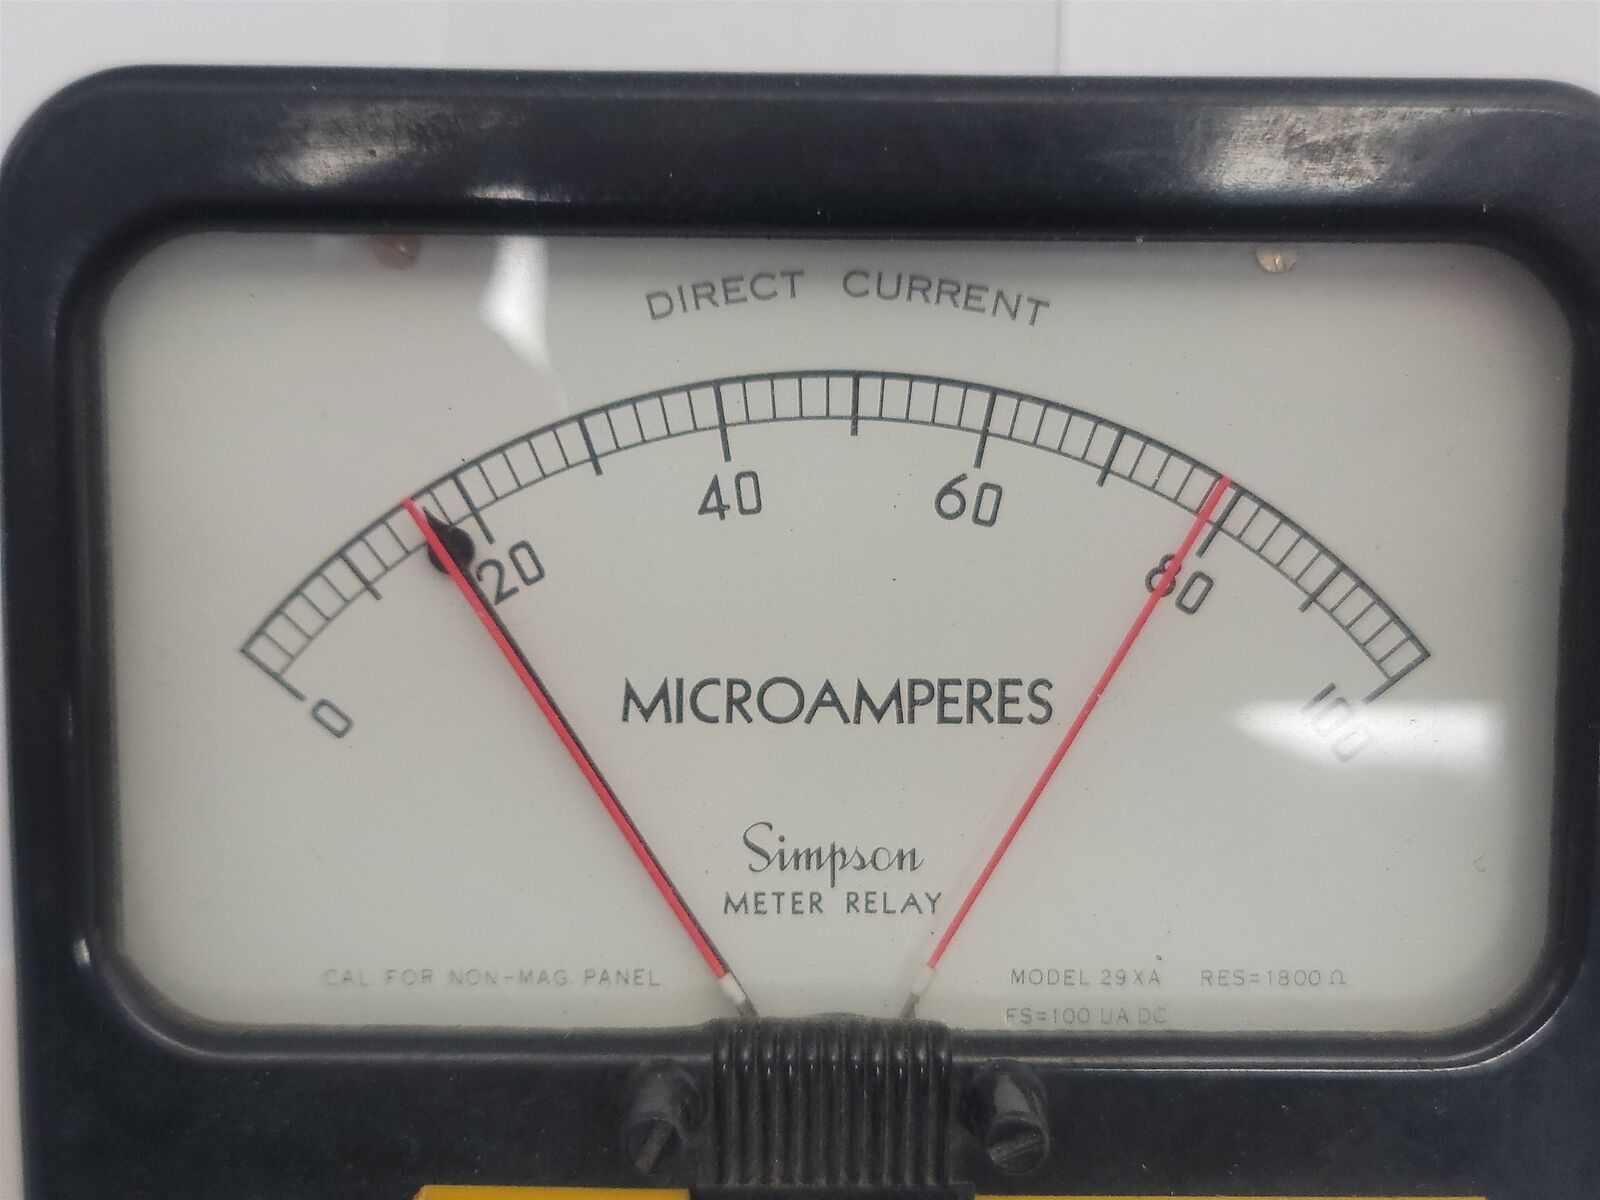 DIRECT CURRENT
0 20 40 60 80 100
MICROAMPERES
Simpson
METER RELAY
CAL FOR NON-MAG PANEL
MODEL 29XA RES=1800 Ω
FS=100 UA DC